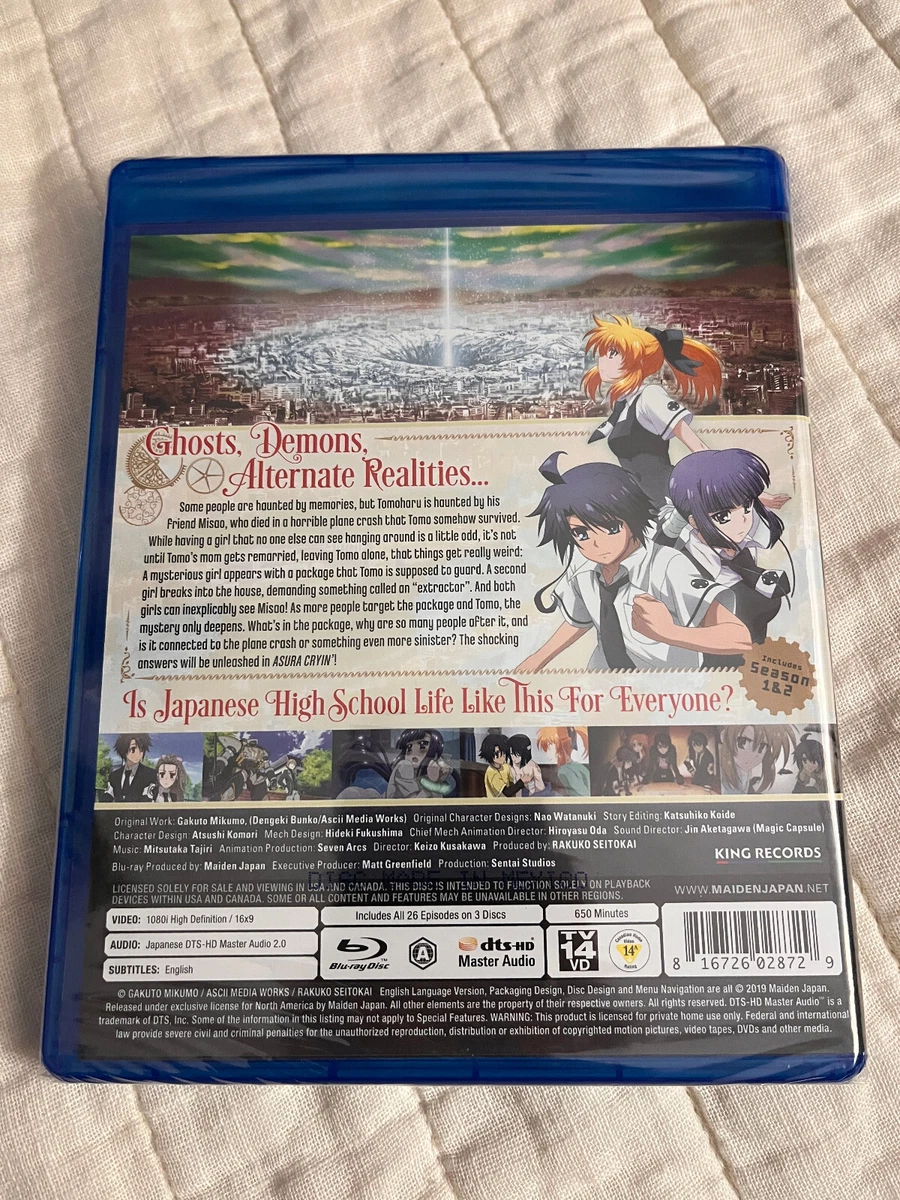 Ghosts, Demons,
Alternate Realities...
Some people are haunted by memories, but Tomoharu is haunted by his
friend Misao, who died in a horrible plane crash that Tomo somehow survived.
While having a girl that no one else can see hanging around is a little odd, it's not
until Tomo's mom gets remarried, leaving Tomo alone, that things get really weird:
A mysterious girl appears with a package that Tomo is supposed to guard. A second
girl breaks into the house, demanding something called an "extractor". And both
girls can inexplicably see Misao! As more people target the package and Tomo, the
mystery only deepens. What's in the package, why are so many people after it, and
is it connected to the plane crash or something even more sinister? The shocking
answers will be unleashed in ASURA CRYIN'!
Includes
Season
1&2
Is Japanese High School Life Like This For Everyone?
Original Work: Gakuto Mikumo, (Dengeki Bunko/Ascii Media Works) Original Character Designs: Nao Watanuki Story Editing: Katsuhiko Koide
Character Design: Atsushi Komori Mech Design: Hideki Fukushima Chief Mech Animation Director: Hiroyasu Oda Sound Director: Jin Aketagawa (Magic Capsule)
Music: Mitsutaka Tajiri Animation Production: Seven Arcs Director: Keizo Kusakawa Produced by: RAKUKO SEITOKAI
KING RECORDS
Blu-ray Produced by: Maiden Japan Executive Producer: Matt Greenfield Production: Sentai Studios
DISC MADE IN MEXICO
LICENSED SOLELY FOR SALE AND VIEWING IN USA AND CANADA. THIS DISC IS INTENDED TO FUNCTION SOLELY ON PLAYBACK
DEVICES WITHIN USA AND CANADA. SOME OR ALL CONTENT AND FEATURES MAY BE UNAVAILABLE IN OTHER REGIONS.
WWW.MAIDENJAPAN.NET
VIDEO: 1080i High Definition / 16x9
AUDIO: Japanese DTS-HD Master Audio 2.0
SUBTITLES: English
Includes All 26 Episodes on 3 Discs
650 Minutes
Blu-ray Disc
A
dts-HD
Master Audio
TV
14
VD
Canadian Home
Video
14A
Rating
8 16726 02872 9
© GAKUTO MIKUMO / ASCII MEDIA WORKS / RAKUKO SEITOKAI English Language Version, Packaging Design, Disc Design and Menu Navigation are all © 2019 Maiden Japan.
Released under exclusive license for North America by Maiden Japan. All other elements are the property of their respective owners. All rights reserved. DTS-HD Master Audio™ is a
trademark of DTS, Inc. Some of the information in this listing may not apply to Special Features. WARNING: This product is licensed for private home use only. Federal and international
law provide severe civil and criminal penalties for the unauthorized reproduction, distribution or exhibition of copyrighted motion pictures, video tapes, DVDs and other media.